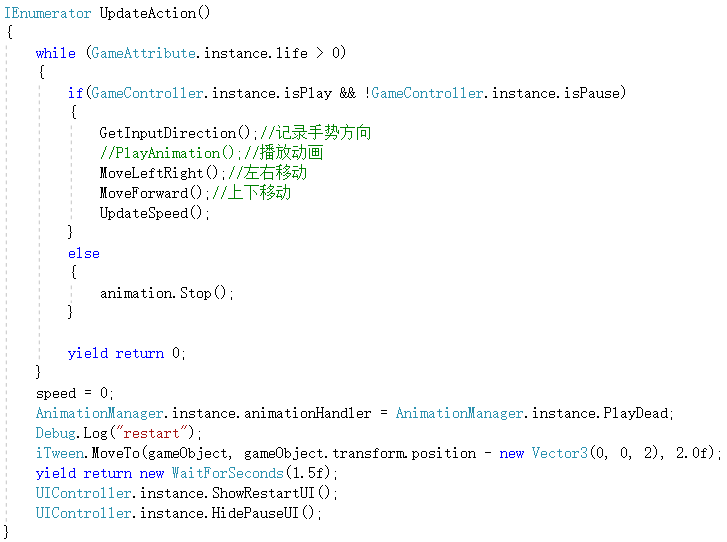 IEnumerator UpdateAction()
{
while (GameAttribute.instance.life > 0)
{
if(GameController.instance.isPlay && !GameController.instance.isPause)
{
GetInputDirection();//记录手势方向
//PlayAnimation();//播放动画
MoveLeftRight();//左右移动
MoveForward();//上下移动
UpdateSpeed();
}
else
{
animation.Stop();
}
yield return 0;
}
speed = 0;
AnimationManager.instance.animationHandler = AnimationManager.instance.PlayDead;
Debug.Log("restart");
iTween.MoveTo(gameObject, gameObject.transform.position - new Vector3(0, 0, 2), 2.0f);
yield return new WaitForSeconds(1.5f);
UIController.instance.ShowRestartUI();
UIController.instance.HidePauseUI();
}